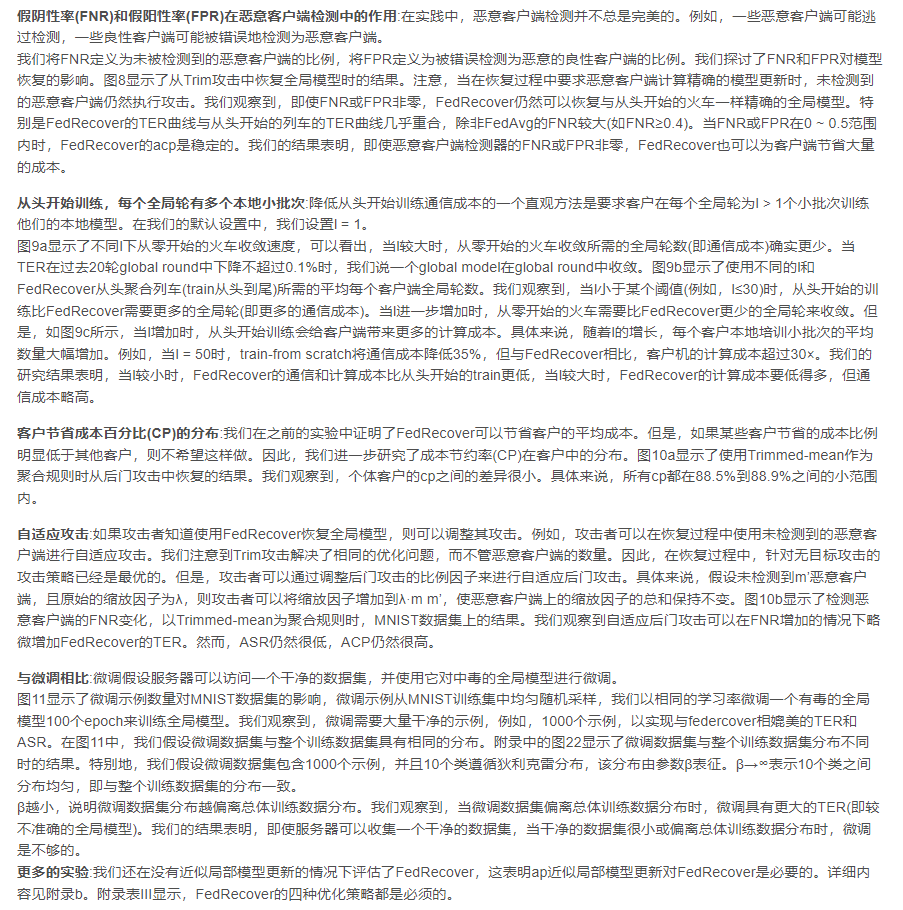 假阴性率(FNR)和假阳性率(FPR)在恶意客户端检测中的作用:在实践中，恶意客户端检测并不总是完美的。例如，一些恶意客户端可能逃
过检测，一些良性客户端可能被错误地检测为恶意客户端。
我们将FNR定义为未被检测到的恶意客户端的比例，将FPR定义为被错误检测为恶意的良性客户端的比例。我们探讨了FNR和FPR对模型
恢复的影响。图8显示了从Trim攻击中恢复全局模型时的结果。注意，当在恢复过程中要求恶意客户端计算精确的模型更新时，未检测到
的恶意客户端仍然执行攻击。我们观察到，即使FNR或FPR非零，FedRecover仍然可以恢复与从头开始的火车一样精确的全局模型。特
别是FedRecover的TER曲线与从头开始的列车的TER曲线几乎重合，除非FedAvg的FNR较大(如FNR≥0.4)。当FNR或FPR在0 ~ 0.5范围
内时，FedRecover的acp是稳定的。我们的结果表明，即使恶意客户端检测器的FNR或FPR非零，FedRecover也可以为客户端节省大量
的成本。
从头开始训练，每个全局轮有多个本地小批次:降低从头开始训练通信成本的一个直观方法是要求客户在每个全局轮为I > 1个小批次训练
他们的本地模型。在我们的默认设置中，我们设置I = 1。
图9a显示了不同I下从零开始的火车收敛速度，可以看出，当I较大时，从零开始的火车收敛所需的全局轮数(即通信成本)确实更少。当
TER在过去20轮global round中下降不超过0.1%时，我们说一个global model在global round中收敛。图9b显示了使用不同的I和
FedRecover从头聚合列车(train从头到尾)所需的平均每个客户端全局轮数。我们观察到，当I小于某个阈值(例如，I≤30)时，从头开始的训
练比FedRecover需要更多的全局轮(即更多的通信成本)。当I进一步增加时，从零开始的火车需要比FedRecover更少的全局轮来收敛。但
是，如图9c所示，当I增加时，从头开始训练会给客户端带来更多的计算成本。具体来说，随着I的增长，每个客户本地培训小批次的平均
数量大幅增加。例如，当I = 50时，train-from scratch将通信成本降低35%，但与FedRecover相比，客户机的计算成本超过30×。我们的
研究结果表明，当I较小时，FedRecover的通信和计算成本比从头开始的train更低，当I较大时，FedRecover的计算成本要低得多，但通
信成本略高。
客户节省成本百分比(CP)的分布:我们在之前的实验中证明了FedRecover可以节省客户的平均成本。但是，如果某些客户节省的成本比例
明显低于其他客户，则不希望这样做。因此，我们进一步研究了成本节约率(CP)在客户中的分布。图10a显示了使用Trimmed-mean作为
聚合规则时从后门攻击中恢复的结果。我们观察到，个体客户的cp之间的差异很小。具体来说，所有cp都在88.5%到88.9%之间的小范围
内。
自适应攻击:如果攻击者知道使用FedRecover恢复全局模型，则可以调整其攻击。例如，攻击者可以在恢复过程中使用未检测到的恶意客
户端进行自适应攻击。我们注意到Trim攻击解决了相同的优化问题，而不管恶意客户端的数量。因此，在恢复过程中，针对无目标攻击的
攻击策略已经是最优的。但是，攻击者可以通过调整后门攻击的比例因子来进行自适应后门攻击。具体来说，假设未检测到m'恶意客户
端，且原始的缩放因子为λ，则攻击者可以将缩放因子增加到λ·m m'，使恶意客户端上的缩放因子的总和保持不变。图10b显示了检测恶
意客户端的FNR变化，以Trimmed-mean为聚合规则时，MNIST数据集上的结果。我们观察到自适应后门攻击可以在FNR增加的情况下略
微增加FedRecover的TER。然而，ASR仍然很低，ACP仍然很高。
与微调相比:微调假设服务器可以访问一个干净的数据集，并使用它对中毒的全局模型进行微调。
图11显示了微调示例数量对MNIST数据集的影响，微调示例从MNIST训练集中均匀随机采样，我们以相同的学习率微调一个有毒的全局
模型100个epoch来训练全局模型。我们观察到，微调需要大量干净的示例，例如，1000个示例，以实现与federcover相媲美的TER和
ASR。在图11中，我们假设微调数据集与整个训练数据集具有相同的分布。附录中的图22显示了微调数据集与整个训练数据集分布不同
时的结果。特别地，我们假设微调数据集包含1000个示例，并且10个类遵循狄利克雷分布，该分布由参数β表征。β→∞表示10个类之间
分布均匀，即与整个训练数据集的分布一致。
β越小，说明微调数据集分布越偏离总体训练数据分布。我们观察到，当微调数据集偏离总体训练数据分布时，微调具有更大的TER(即较
不准确的全局模型)。我们的结果表明，即使服务器可以收集一个干净的数据集，当干净的数据集很小或偏离总体训练数据分布时，微调
是不够的。
更多的实验:我们还在没有近似局部模型更新的情况下评估了FedRecover，这表明ap近似局部模型更新对FedRecover是必要的。详细内
容见附录b。附录表III显示，FedRecover的四种优化策略都是必须的。